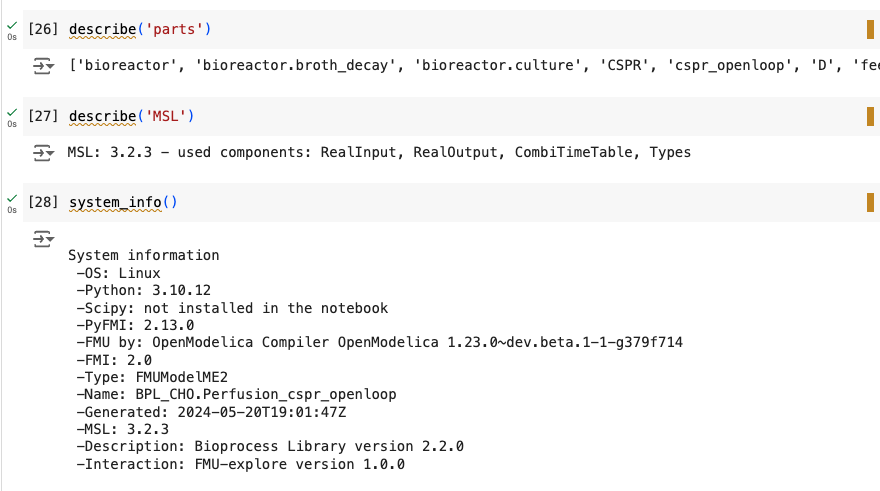 [26] describe('parts')
0s
['bioreactor', 'bioreactor.broth_decay', 'bioreactor.culture', 'CSPR', 'cspr_openloop', 'D', 'fee
[27] describe('MSL')
0s
MSL: 3.2.3 – used components: RealInput, RealOutput, CombiTimeTable, Types
[28] system_info()
0s
System information
-OS: Linux
-Python: 3.10.12
-Scipy: not installed in the notebook
-PyFMI: 2.13.0
-FMU by: OpenModelica Compiler OpenModelica 1.23.0~dev.beta.1-1-g379f714
-FMI: 2.0
-Type: FMUModelME2
-Name: BPL_CHO.Perfusion_cspr_openloop
-Generated: 2024-05-20T19:01:47Z
-MSL: 3.2.3
-Description: Bioprocess Library version 2.2.0
-Interaction: FMU-explore version 1.0.0